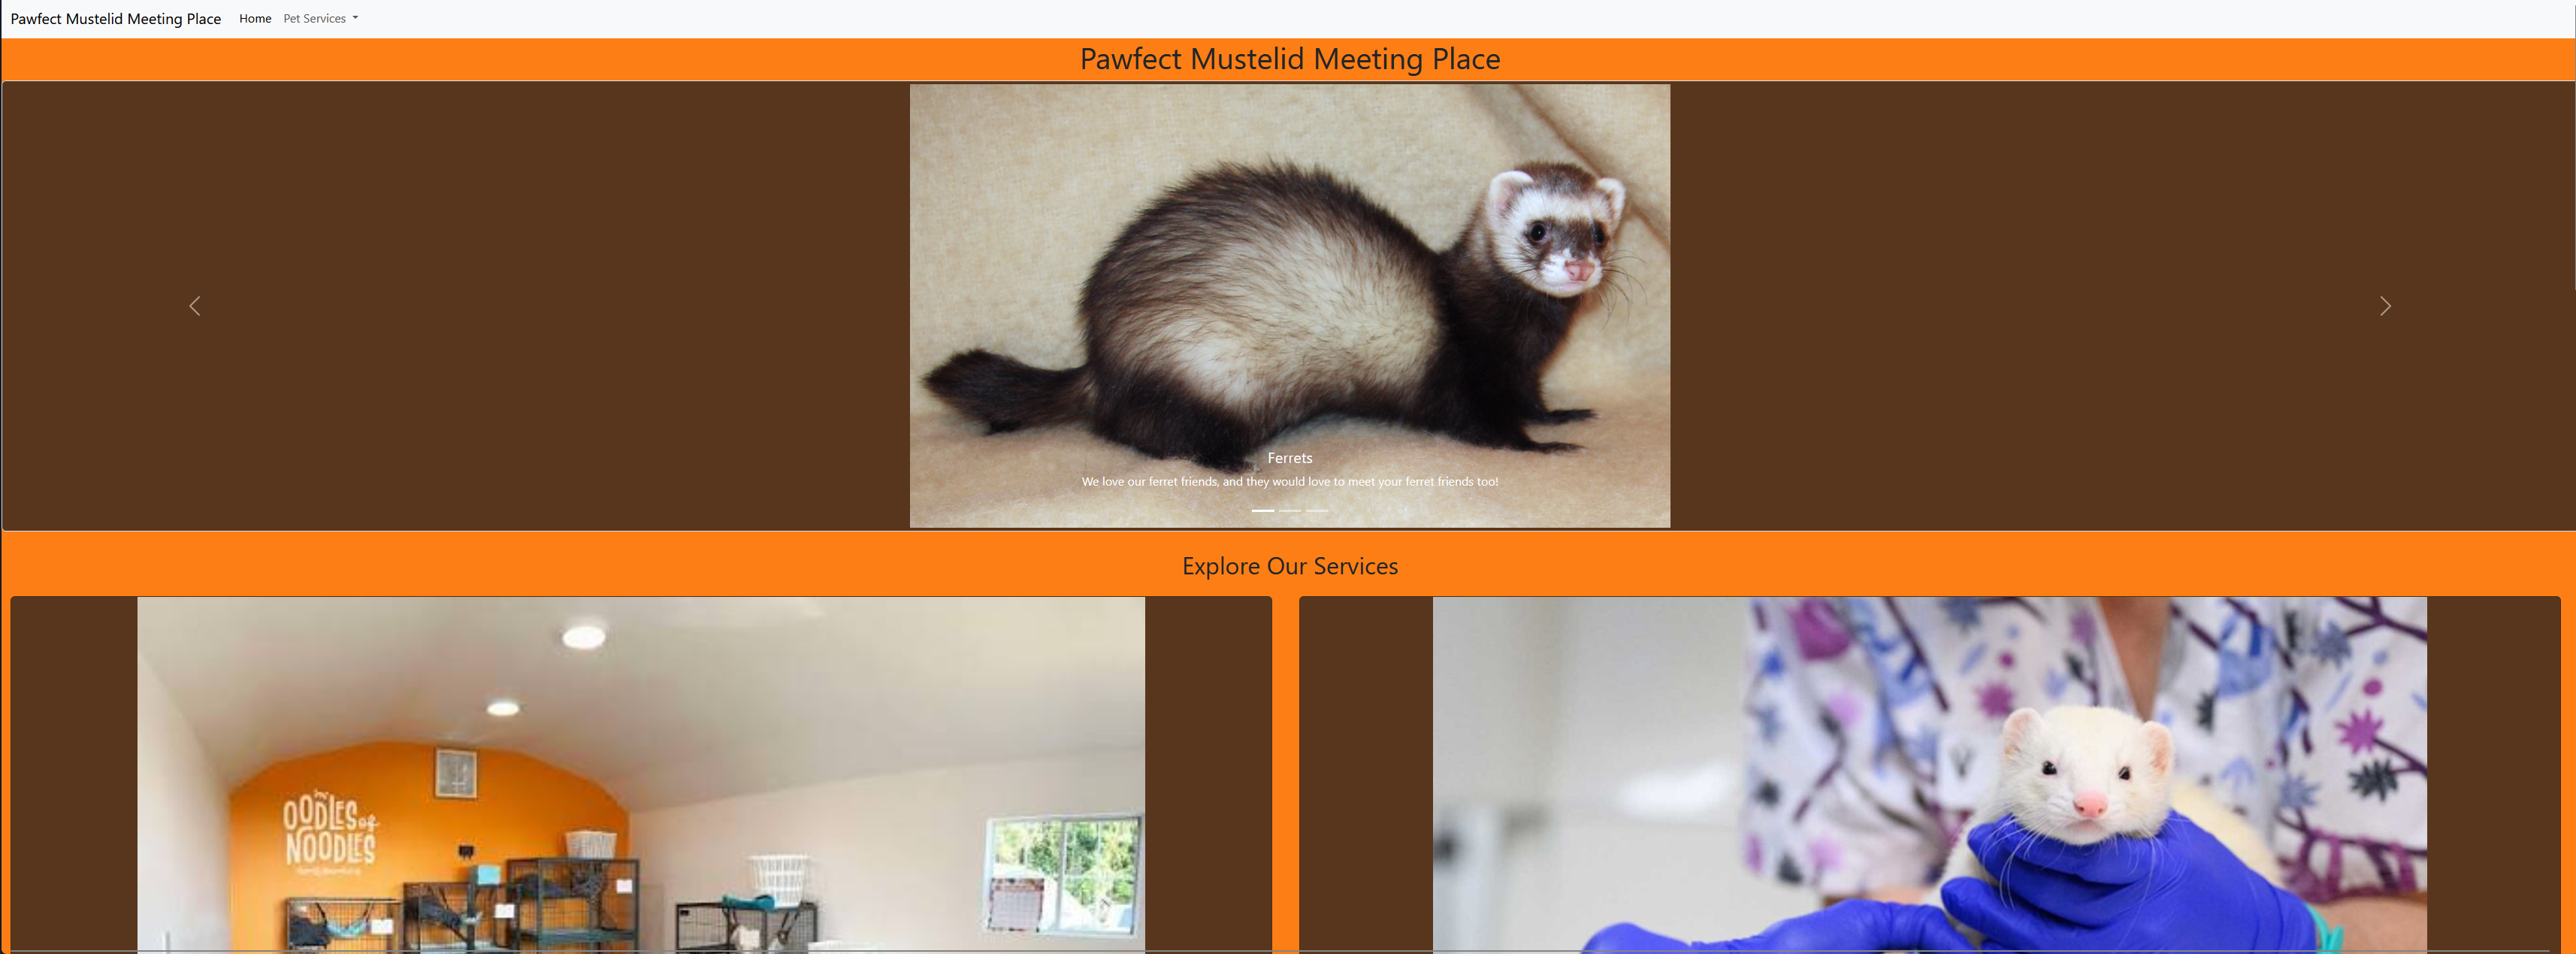 Pawfect Mustelid Meeting Place Home Pet Services
Pawfect Mustelid Meeting Place
Ferrets
We love our ferret friends, and they would love to meet your ferret friends too!
Explore Our Services
OODLES of
NOODLES